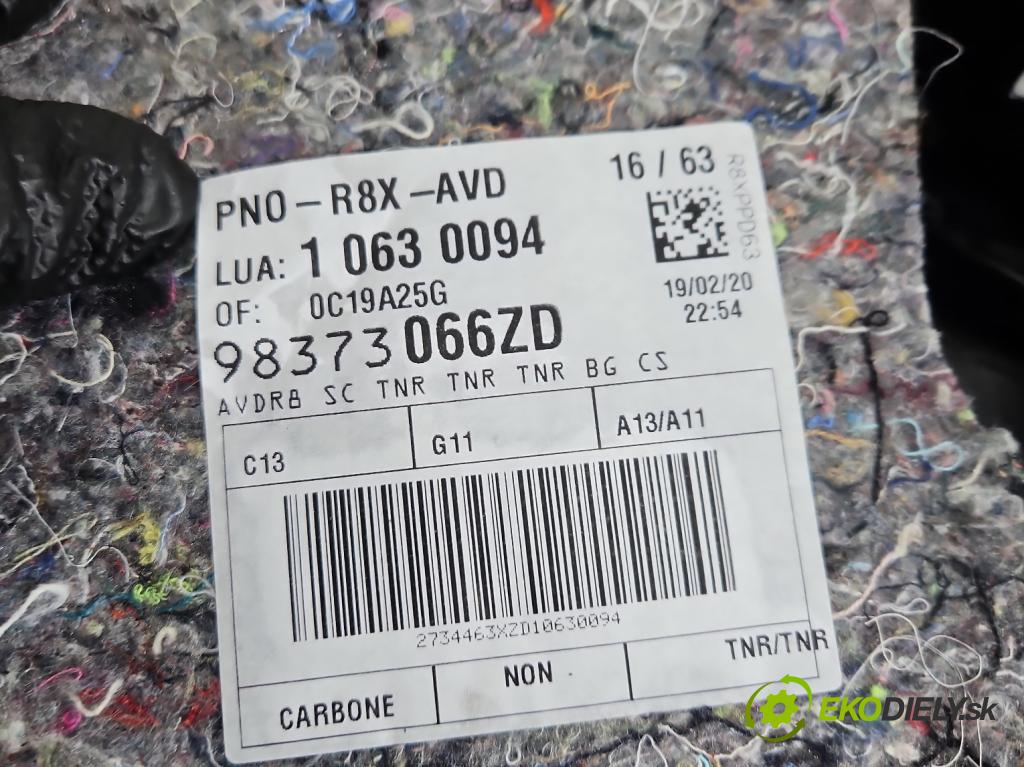 PNO-R8X-AVD
16 / 63
R8XPPD63
LUA: 1 063 0094
OF: 0C19A25G
19/02/20
22:54
98373066ZD
AVDR8 SC TNR TNR TNR BG CS
C13
G11
A13/A11
2734463XZD10630094
CARBONE
NON
TNR/TNR
EKODIELY.sk